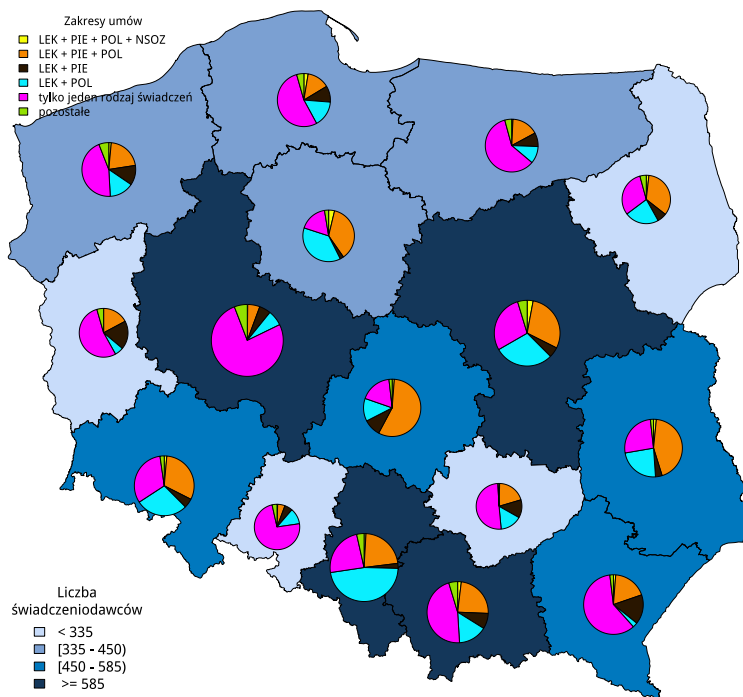 Zakresy umów
LEK + PIE + POL + NSOZ
LEK + PIE + POL
LEK + PIE
LEK + POL
tylko jeden rodzaj świadczeń
pozostałe
Liczba
świadczeniodawców
< 335
[335 - 450)
[450 - 585)
>= 585